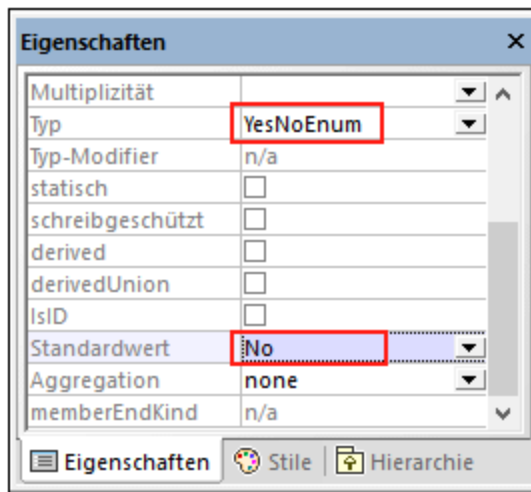 Eigenschaften
Multiplizität
Typ YesNoEnum
Typ-Modifier n/a
statisch
schreibgeschützt
derived
derivedUnion
IsID
Standardwert No
Aggregation none
memberEndKind n/a
Eigenschaften Stile Hierarchie